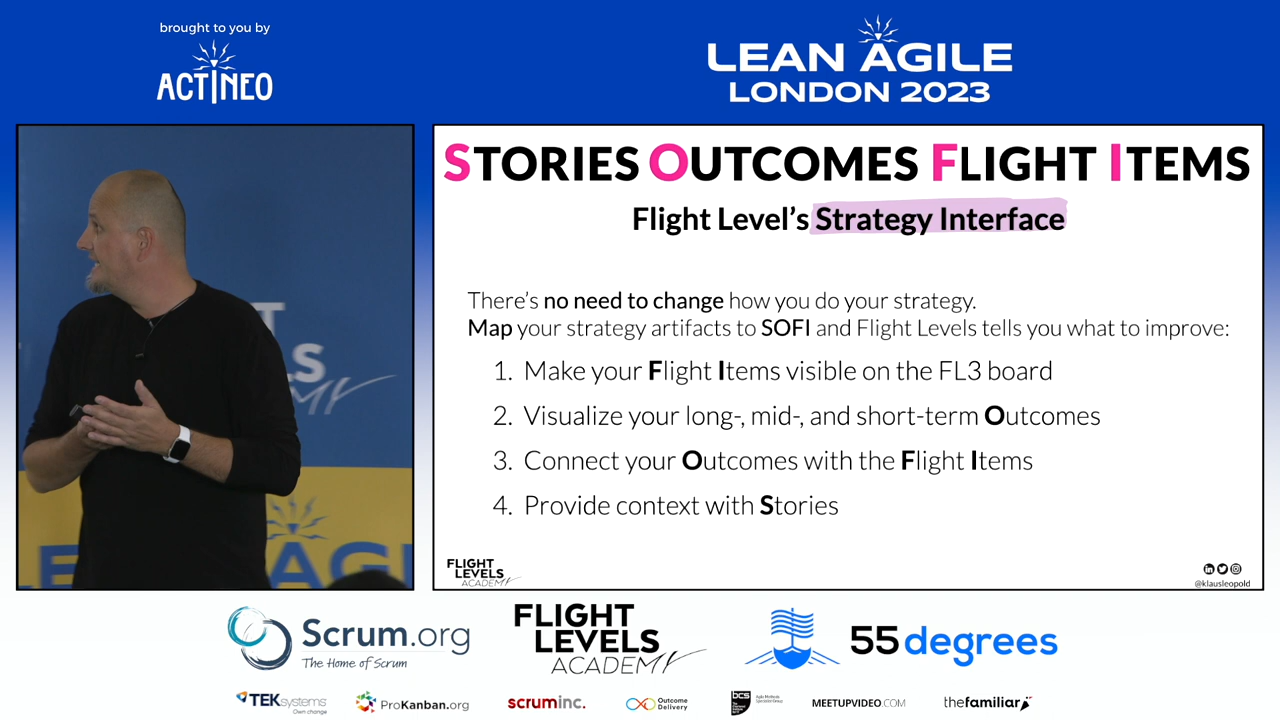 brought to you by
ACTINEO
LEAN AGILE
LONDON 2023
STORIES OUTCOMES FLIGHT ITEMS
Flight Level's Strategy Interface
There's no need to change how you do your strategy.
Map your strategy artifacts to SOFI and Flight Levels tells you what to improve:
1. Make your Flight Items visible on the FL3 board
2. Visualize your long-, mid-, and short-term Outcomes
3. Connect your Outcomes with the Flight Items
4. Provide context with Stories
FLIGHT
LEVELS
ACADEMY
@klausleopold
Scrum.org
The Home of Scrum
FLIGHT
LEVELS
ACADEMY
55 degrees
TEKsystems
Own change
ProKanban.org
scruminc.
Outcome
Delivery
bcs
MEETUPVIDEO.COM
thefamiliar